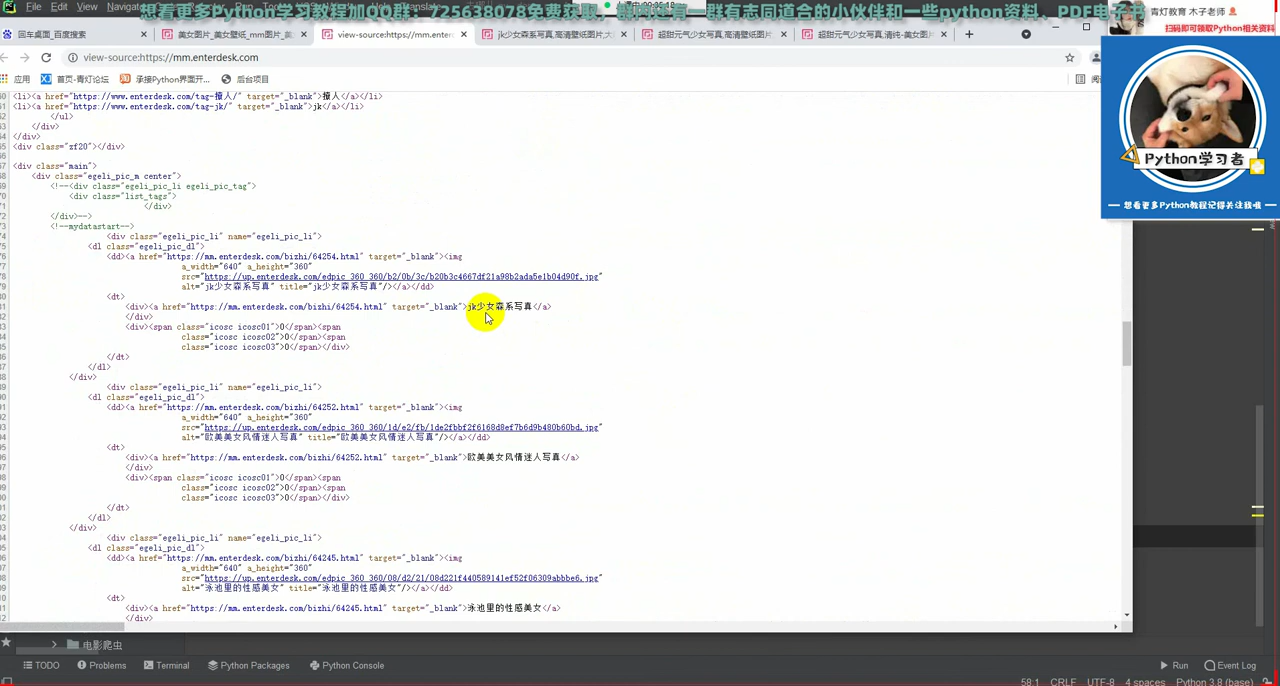 File Edit View Navigate
想看更多Python学习教程加QQ群：725638078免费获取，
群有志同道合的小伙伴和一些python资料、PDF电子书
青灯教育 木子老师
扫码即可领取Python相关资料
回车桌面_百度搜索
美女图片_美女壁纸_mm图片_美
view-source:https://mm.enterdes
jk少女森系写真,高清壁纸图片,大
超甜元气少女写真,高清壁纸图片
超甜元气少女写真,清纯-美女图
view-source:https://mm.enterdesk.com
应用 首页-青灯论坛 承接Python界面开... 后台项目
Python学习者
想看更多Python教程记得关注我哦
<li><a href="https://www.enterdesk.com/tag-撞人/" target="_blank">撞人</a></li>
<li><a href="https://www.enterdesk.com/tag-jk/" target="_blank">jk</a></li>
</ul>
</div>
</div>
<div class="zf20"></div>
<div class="main">
<div class="egeli_pic_m center">
<!--<div class="egeli_pic_li egeli_pic_tag">
<div class="list_tags">
</div>
</div>-->
<!--mydatastart-->
<div class="egeli_pic_li" name="egeli_pic_li">
<dl class="egeli_pic_dl">
<dd><a href="https://mm.enterdesk.com/bizhi/64254.html" target="_blank"><img
a_width="640" a_height="360"
src="https://up.enterdesk.com/edpic_360_360/b2/0b/3c/b20b3c4667df21a98b2ada5e1b04d90f.jpg"
alt="jk少女森系写真" title="jk少女森系写真"/></a></dd>
<dt>
<div><a href="https://mm.enterdesk.com/bizhi/64254.html" target="_blank">jk少女森系写真</a>
</div>
<div><span class="icosc icosc01">0</span><span
class="icosc icosc02">0</span><span
class="icosc icosc03">0</span></div>
</dt>
</dl>
</div>
<div class="egeli_pic_li" name="egeli_pic_li">
<dl class="egeli_pic_dl">
<dd><a href="https://mm.enterdesk.com/bizhi/64252.html" target="_blank"><img
a_width="640" a_height="360"
src="https://up.enterdesk.com/edpic_360_360/1d/e2/fb/1de2fbbf2f6168d8ef7b6d9b480b60bd.jpg"
alt="欧美美女风情迷人写真" title="欧美美女风情迷人写真"/></a></dd>
<dt>
<div><a href="https://mm.enterdesk.com/bizhi/64252.html" target="_blank">欧美美女风情迷人写真</a>
</div>
<div><span class="icosc icosc01">0</span><span
class="icosc icosc02">0</span><span
class="icosc icosc03">0</span></div>
</dt>
</dl>
</div>
<div class="egeli_pic_li" name="egeli_pic_li">
<dl class="egeli_pic_dl">
<dd><a href="https://mm.enterdesk.com/bizhi/64245.html" target="_blank"><img
a_width="640" a_height="360"
src="https://up.enterdesk.com/edpic_360_360/08/d2/21/08d221f440589141ef52f06309abbbe6.jpg"
alt="泳池里的性感美女" title="泳池里的性感美女"/></a></dd>
<dt>
<div><a href="https://mm.enterdesk.com/bizhi/64245.html" target="_blank">泳池里的性感美女</a>
</div>
电影爬虫
TODO Problems Terminal Python Packages Python Console Run Event Log
58:1 CRLF UTF-8 4 spaces Python 3.8 (base)